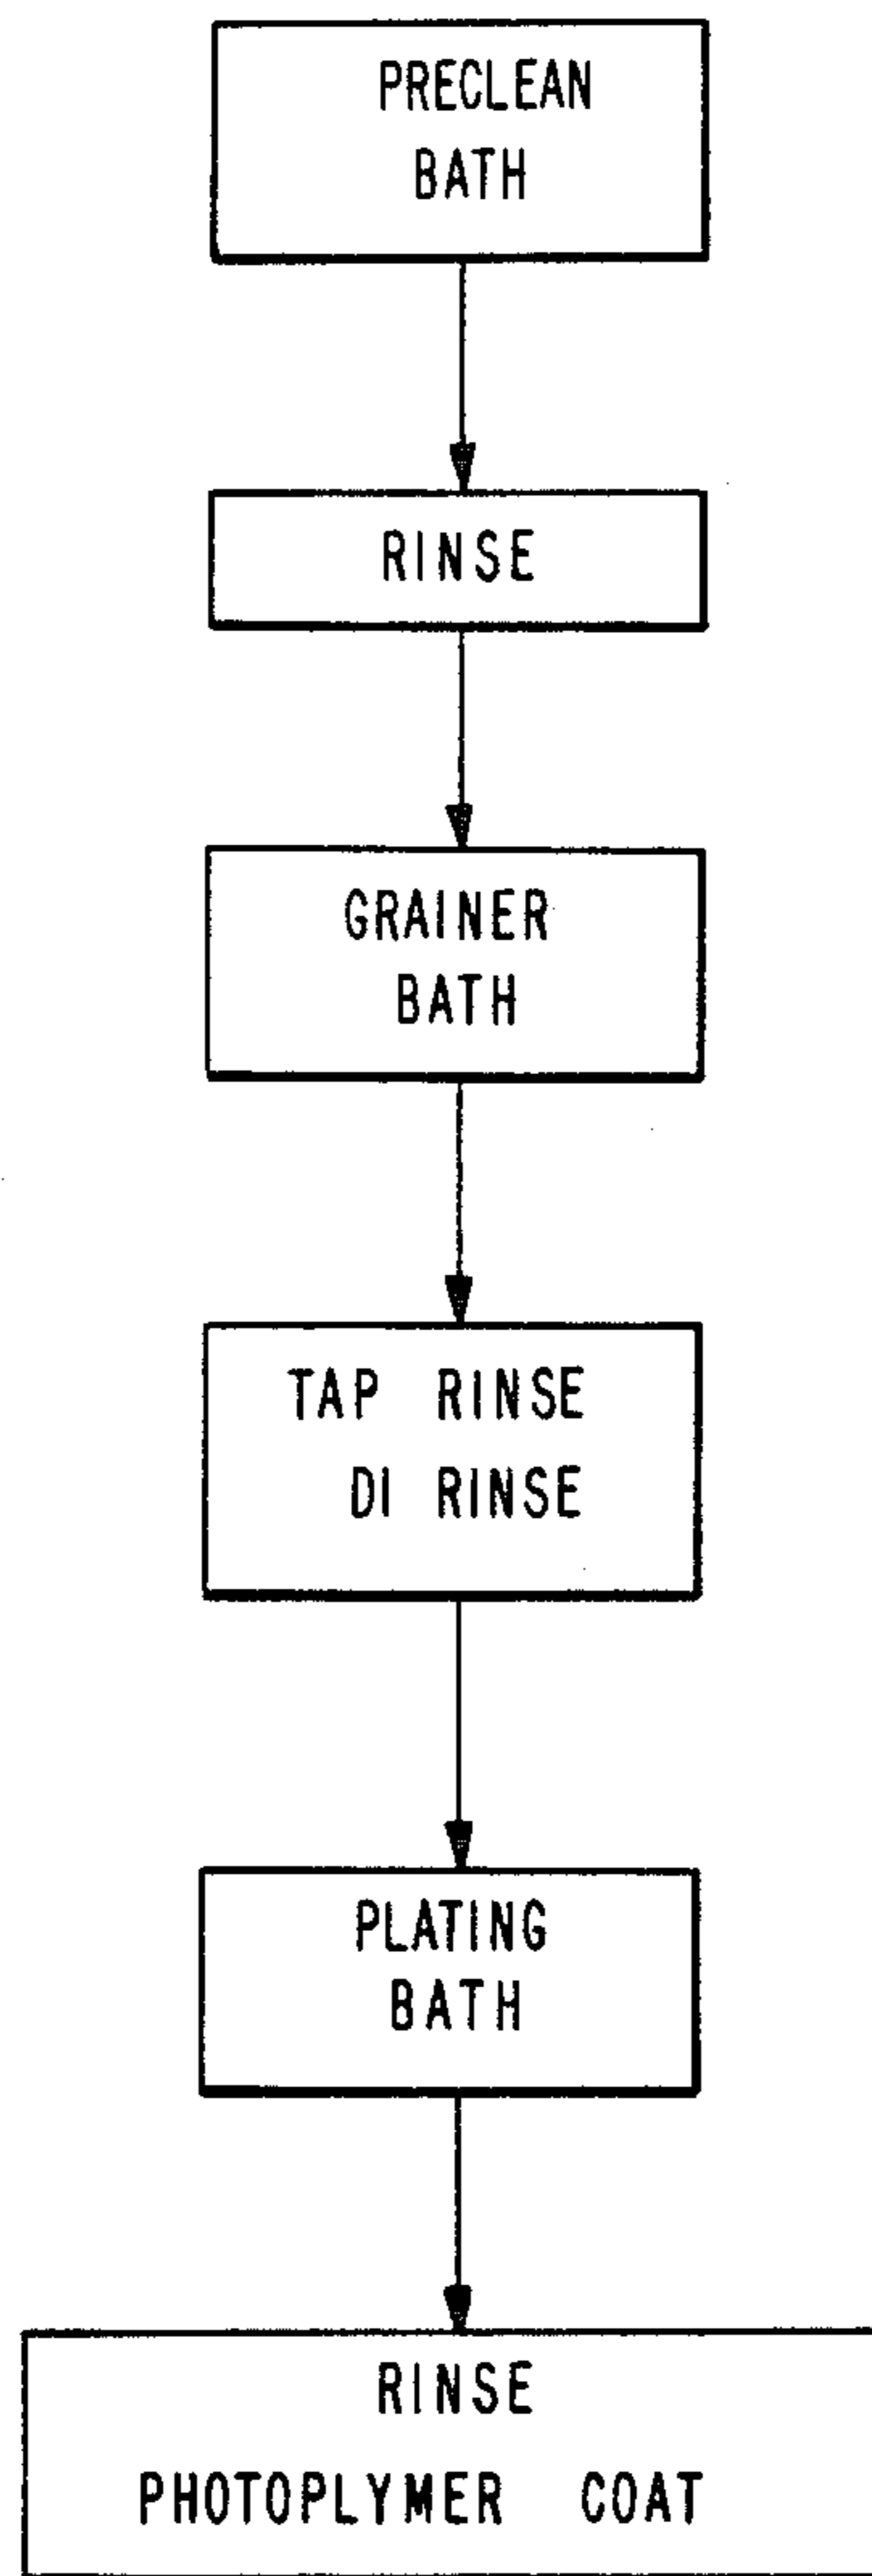 PRECLEAN
BATH
RINSE
GRAINER
BATH
TAP RINSE
DI RINSE
PLATING
BATH
RINSE
PHOTOPLYMER COAT